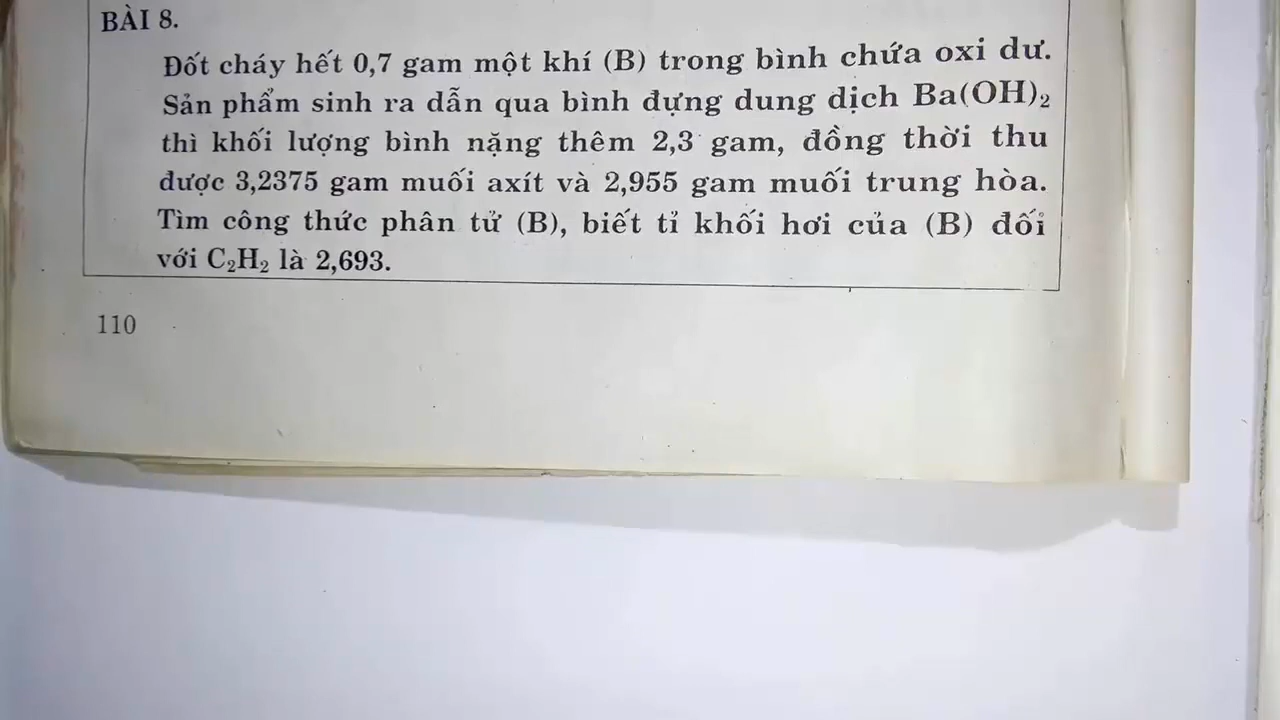 BÀI 8.
Đốt cháy hết 0,7 gam một khí (B) trong bình chứa oxi dư.
Sản phẩm sinh ra dẫn qua bình đựng dung dịch Ba(OH)₂
thì khối lượng bình nặng thêm 2,3 gam, đồng thời thu
được 3,2375 gam muối axít và 2,955 gam muối trung hòa.
Tìm công thức phân tử (B), biết tỉ khối hơi của (B) đối
với C₂H₂ là 2,693.
110